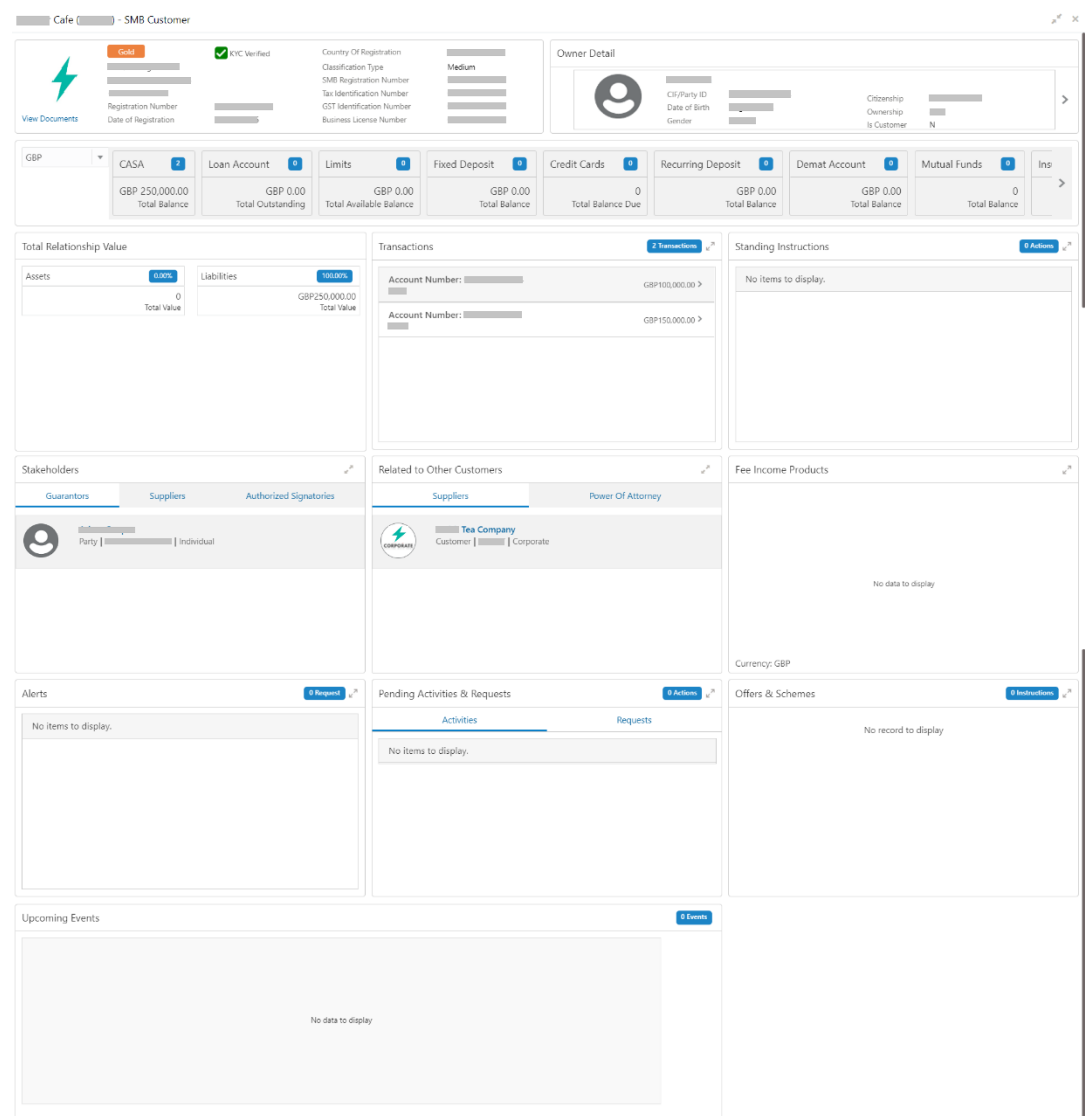 Cafe ( ) - SMB Customer
View Documents
Gold
Registration Number
Date of Registration
KYC Verified
Country Of Registration
Classification Type Medium
SMB Registration Number
Tax Identification Number
GST Identification Number
Business License Number
Owner Detail
CIF/Party ID
Date of Birth
Gender
Citizenship
Ownership
Is Customer N
GBP
CASA 2
GBP 250,000.00
Total Balance
Loan Account 0
GBP 0.00
Total Outstanding
Limits 0
GBP 0.00
Total Available Balance
Fixed Deposit 0
GBP 0.00
Total Balance
Credit Cards 0
0
Total Balance Due
Recurring Deposit 0
GBP 0.00
Total Balance
Demat Account 0
GBP 0.00
Total Balance
Mutual Funds 0
0
Total Balance
Total Relationship Value
Assets 0.00%
0
Total Value
Liabilities 100.00%
GBP250,000.00
Total Value
Transactions 2 Transactions
Account Number:
GBP100,000.00
Account Number:
GBP150,000.00
Standing Instructions 0 Actions
No items to display.
Stakeholders
Guarantors Suppliers Authorized Signatories
Party | | Individual
Related to Other Customers
Suppliers Power Of Attorney
CORPORATE
Tea Company
Customer | | Corporate
Fee Income Products
No data to display
Currency: GBP
Alerts 0 Request
No items to display.
Pending Activities & Requests 0 Actions
Activities Requests
No items to display.
Offers & Schemes 0 Instructions
No record to display
Upcoming Events 0 Events
No data to display